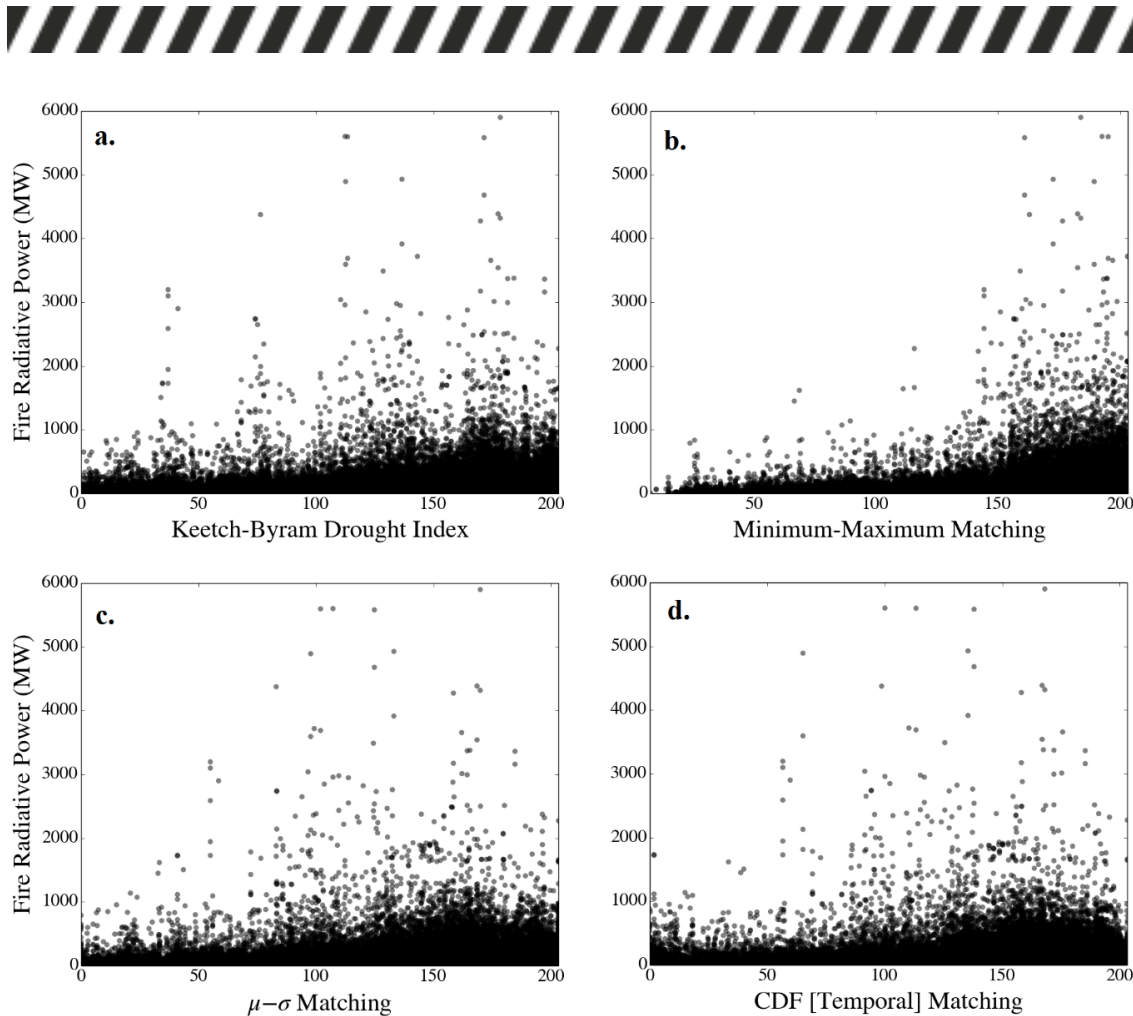 a.
6000
5000
4000
3000
2000
1000
0
Fire Radiative Power (MW)
0 50 100 150 200
Keetch-Byram Drought Index
b.
6000
5000
4000
3000
2000
1000
0
50 100 150 200
Minimum-Maximum Matching
c.
6000
5000
4000
3000
2000
1000
0
Fire Radiative Power (MW)
0 50 100 150 200
μ−σ Matching
d.
6000
5000
4000
3000
2000
1000
0
0 50 100 150 200
CDF [Temporal] Matching